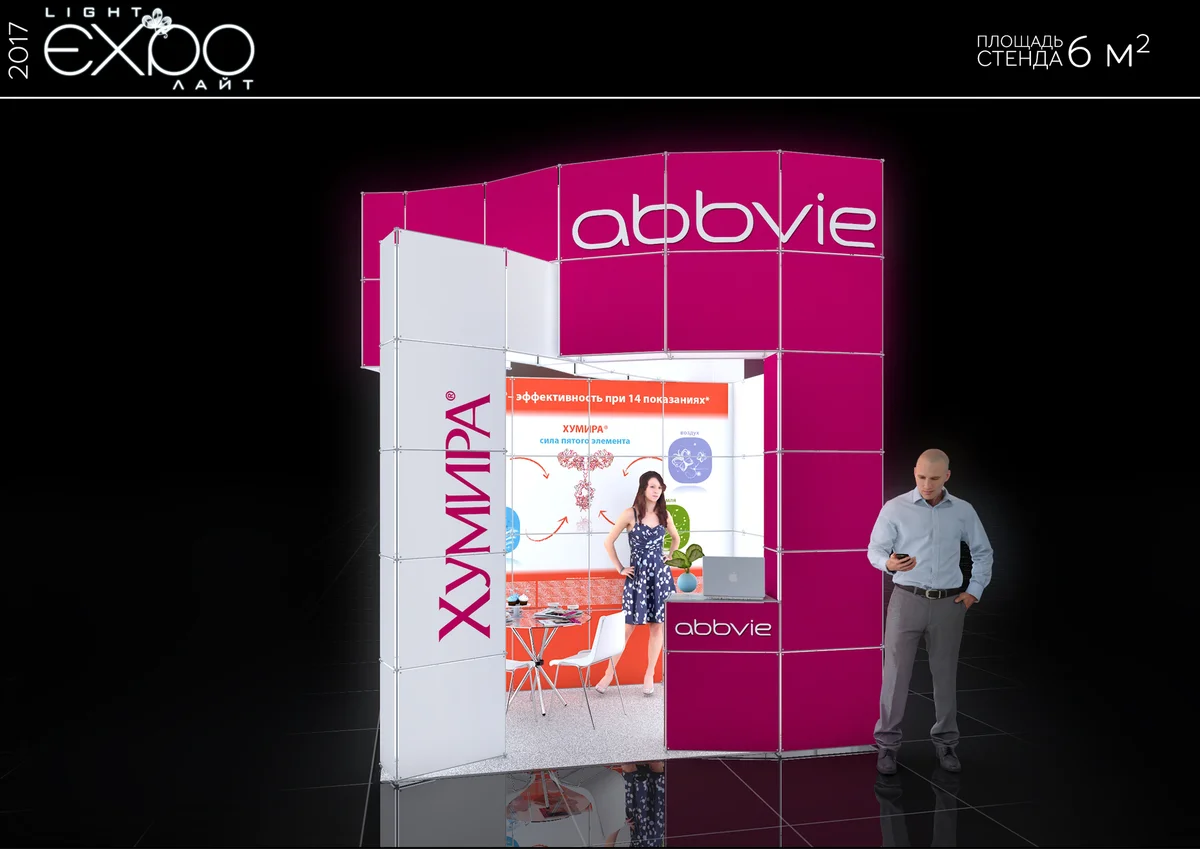 2017
LIGHT
EXPO
ЛАЙТ
ПЛОЩАДЬ
СТЕНДА 6 м²
abbvie
ХУМИРА®
® – эффективность при 14 показаниях*
ХУМИРА®
сила пятого элемента
воздух
abbvie